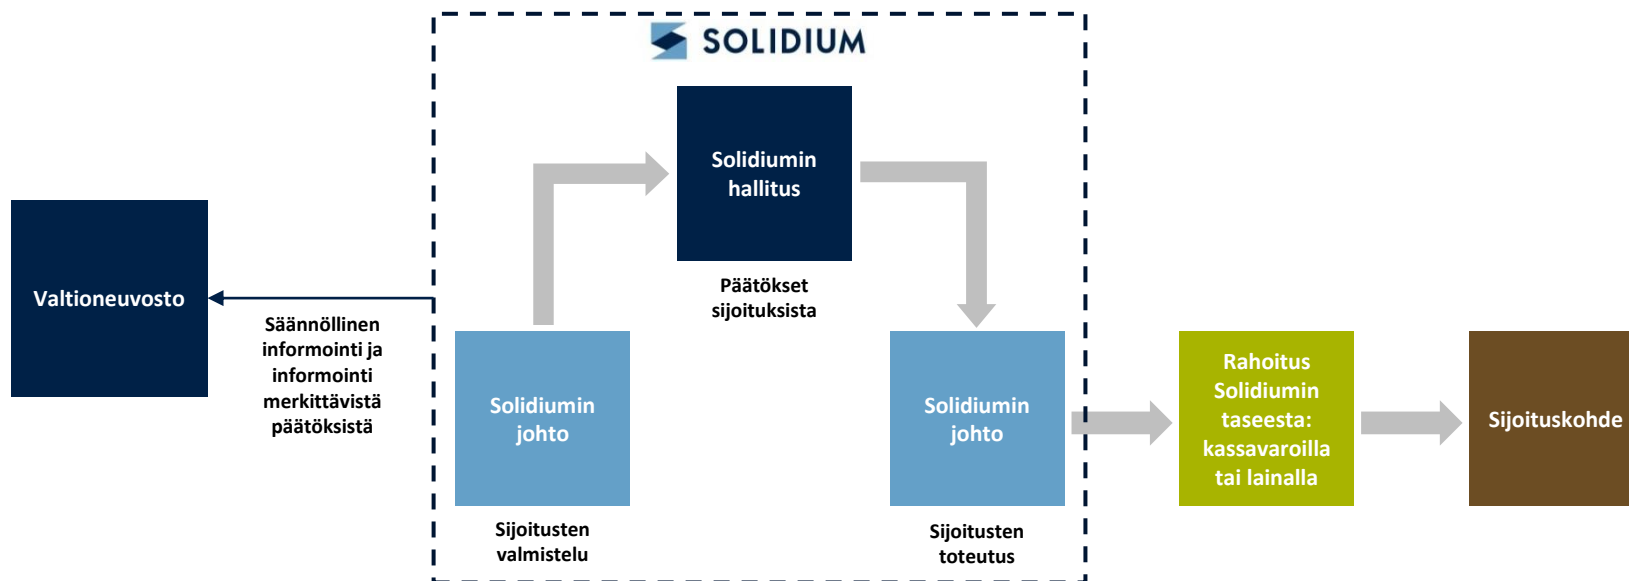 SOLIDIUM
Solidiumin
hallitus
Päätökset
sijoituksista
Valtioneuvosto
Säännöllinen
informointi ja
informointi
merkittävistä
päätöksistä
Solidiumin
johto
Sijoitusten
valmistelu
Solidiumin
johto
Sijoitusten
toteutus
Rahoitus
Solidiumin
taseesta:
kassavaroilla
tai lainalla
Sijoituskohde